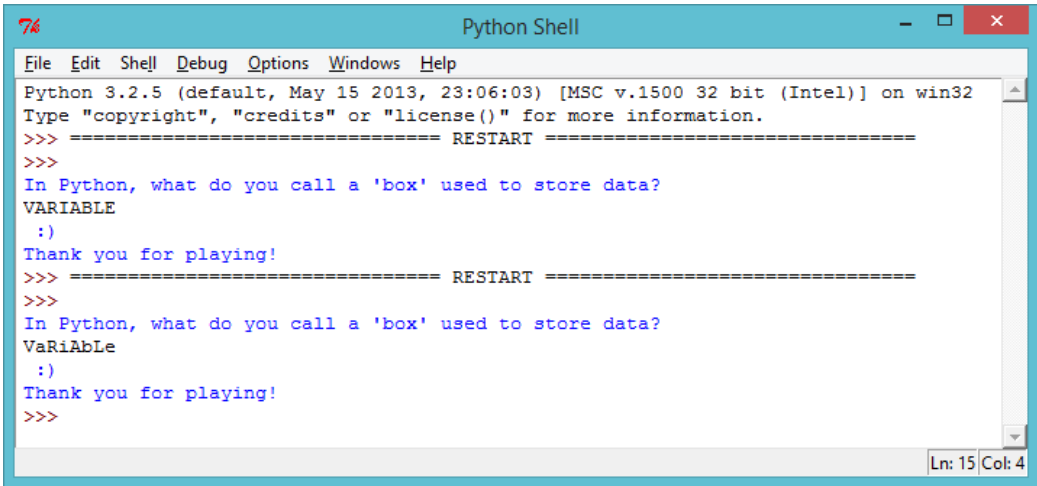 Python Shell
File Edit Shell Debug Options Windows Help
Python 3.2.5 (default, May 15 2013, 23:06:03) [MSC v.1500 32 bit (Intel)] on win32
Type "copyright", "credits" or "license()" for more information.
>>> ================================ RESTART ================================
>>>
In Python, what do you call a 'box' used to store data?
VARIABLE
 :)
Thank you for playing!
>>> ================================ RESTART ================================
>>>
In Python, what do you call a 'box' used to store data?
VaRiAbLe
 :)
Thank you for playing!
>>>
Ln: 15 Col: 4